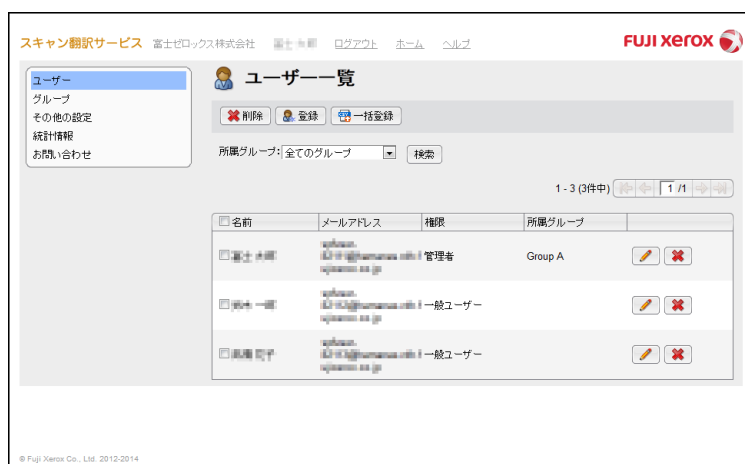 スキャン翻訳サービス 富士ゼロックス株式会社 ログアウト ホーム ヘルプ
FUJI XEROX
ユーザー
グループ
その他の設定
統計情報
お問い合わせ
ユーザー一覧
削除 登録 一括登録
所属グループ: 全てのグループ 検索
1 - 3 (3件中) 1 /1
名前 メールアドレス 権限 所属グループ
管理者 Group A
一般ユーザー
一般ユーザー
© Fuji Xerox Co., Ltd. 2012-2014